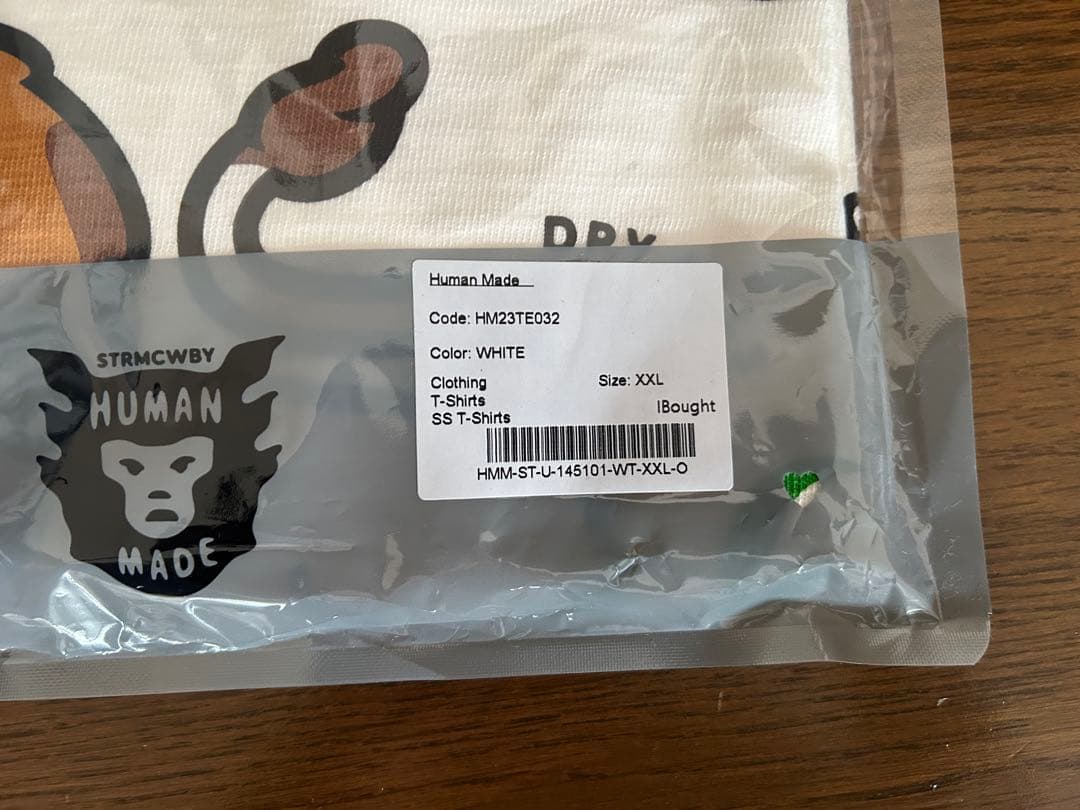 DRY
Human Made
Code: HM23TE032
Color: WHITE
Clothing
Size: XXL
T-Shirts
IBought
SS T-Shirts
HMM-ST-U-145101-WT-XXL-O
STRMCWBY
HUMAN
MADE